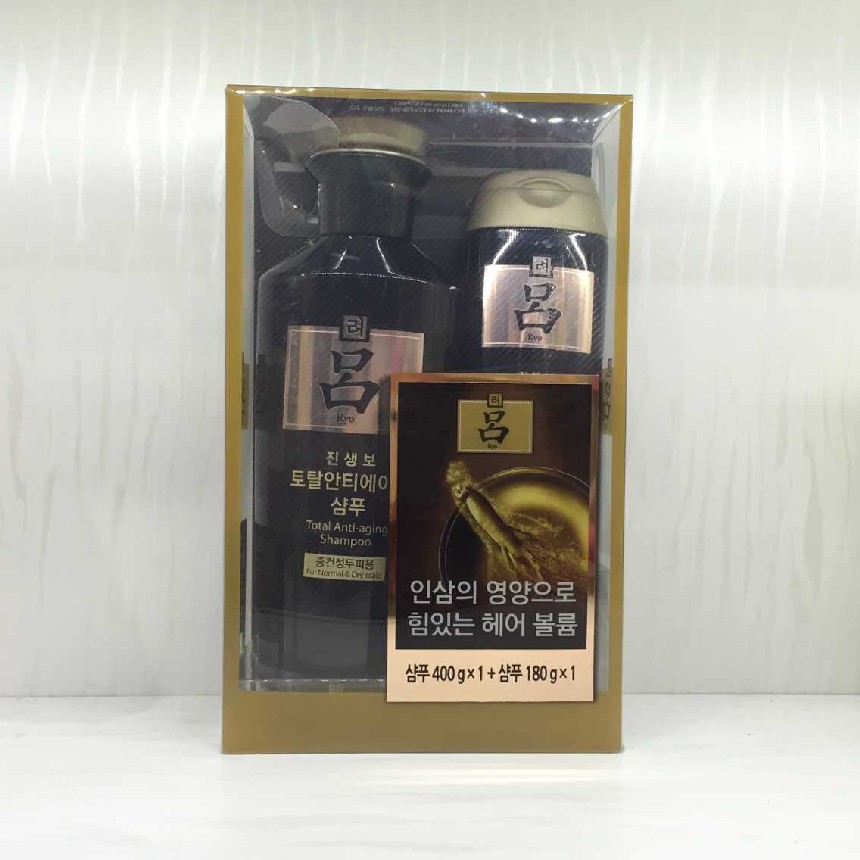 려
呂
Ryo
진생보
토탈안티에이
샴푸
Total Anti-aging
Shampoo
중건성두피용
For Normal & Dry scalp
려
呂
Ryo
려
呂
Ryo
인삼의 영양으로
힘있는 헤어 볼륨
샴푸 400 g×1 + 샴푸 180 g×1